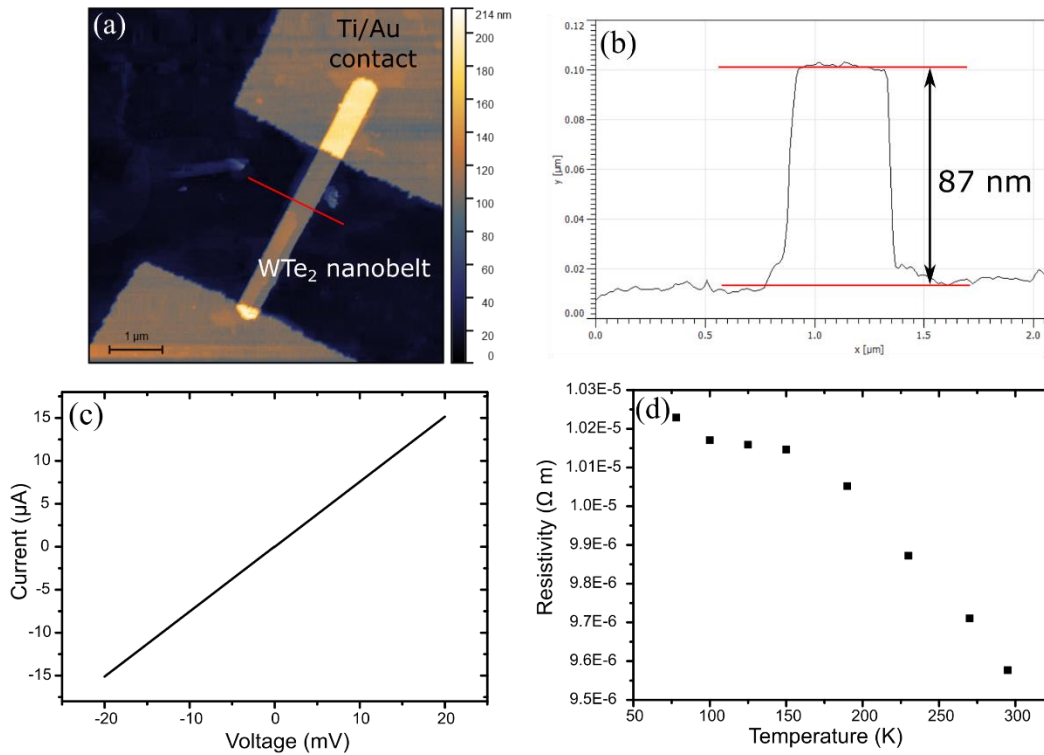 (a)
Ti/Au
contact
WTe₂ nanobelt
1 µm
214 nm
200
180
160
140
120
100
80
60
40
20
0
(b)
0.12
0.10
0.08
0.06
0.04
0.02
0.00
y [µm]
87 nm
0.0
0.5
1.0
1.5
2.0
x [µm]
(c)
15
10
5
0
-5
-10
-15
Current (µA)
-20
-10
0
10
20
Voltage (mV)
(d)
1.03E-5
1.02E-5
1.01E-5
1.0E-5
9.9E-6
9.8E-6
9.7E-6
9.6E-6
9.5E-6
Resistivity (Ω m)
50
100
150
200
250
300
Temperature (K)